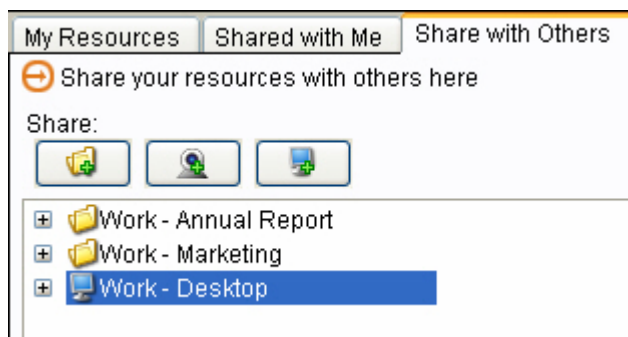 My Resources Shared with Me Share with Others
Share your resources with others here
Share:
Work - Annual Report
Work - Marketing
Work - Desktop